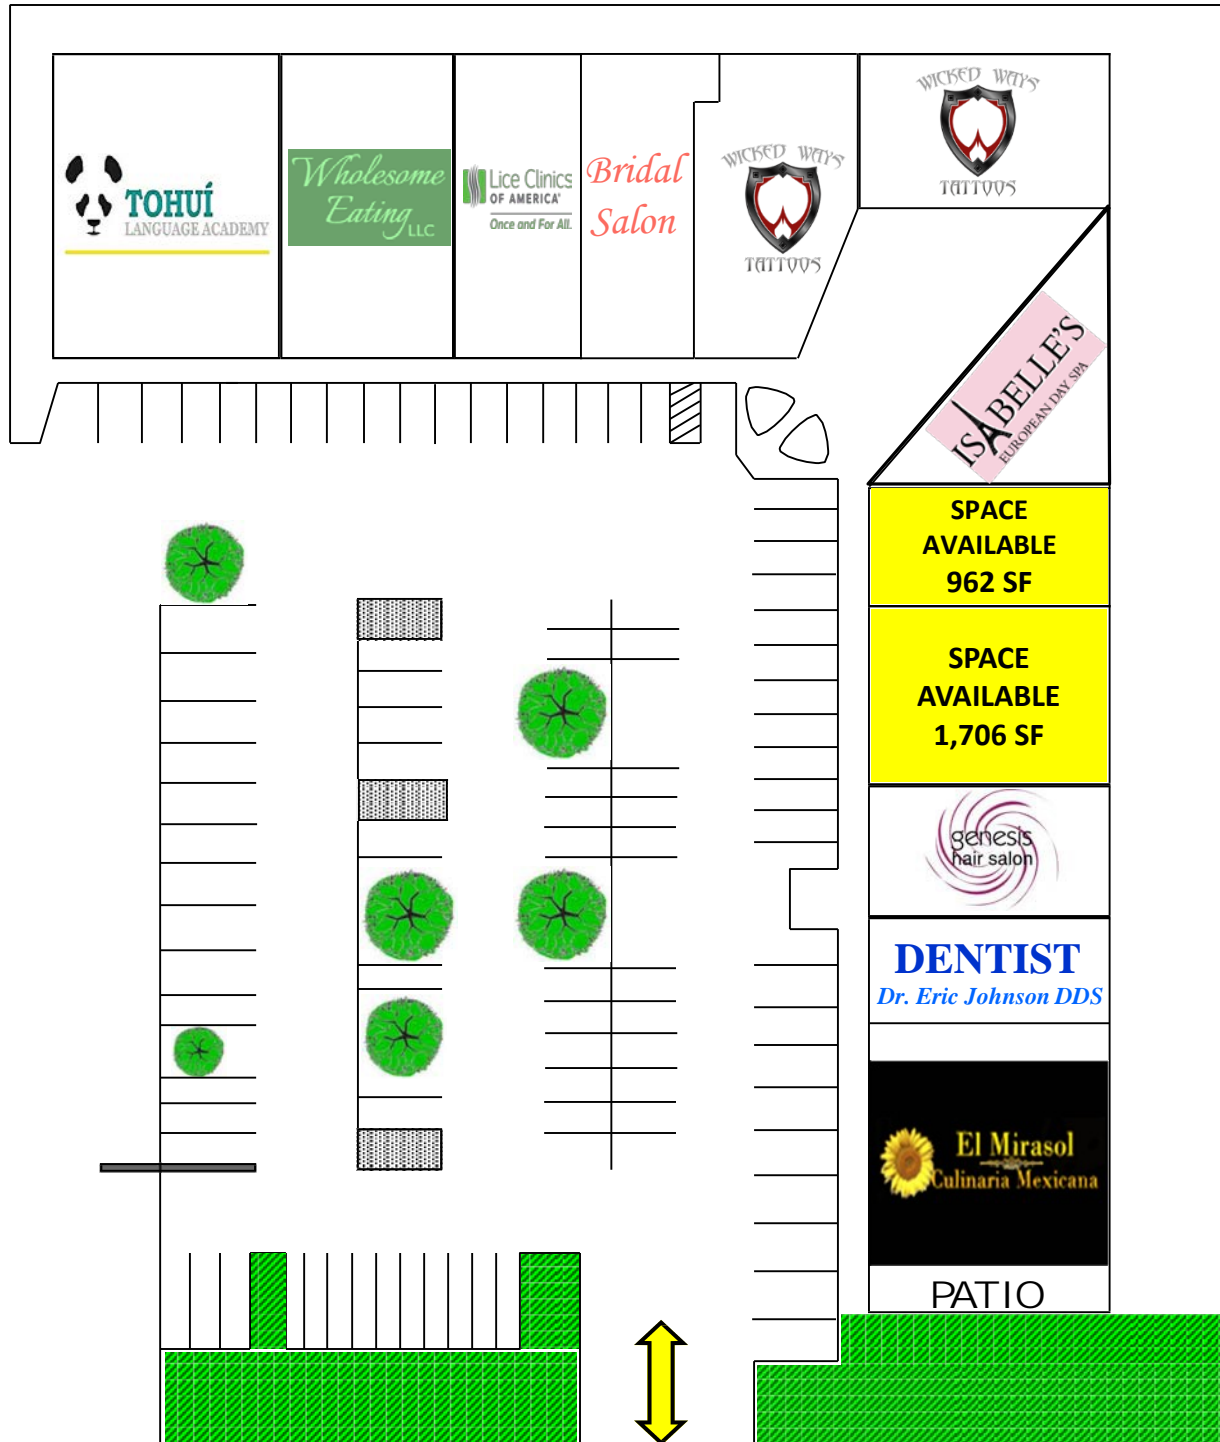 TOHUÍ
LANGUAGE ACADEMY
Wholesome
Eating LLC
Lice Clinics
OF AMERICA
Once and For All.
Bridal
Salon
WICKED WAYS
TATTOOS
WICKED WAYS
TATTOOS
ISABELLE'S
EUROPEAN DAY SPA
SPACE
AVAILABLE
962 SF
SPACE
AVAILABLE
1,706 SF
genesis
hair salon
DENTIST
Dr. Eric Johnson DDS
El Mirasol
Culinaria Mexicana
PATIO